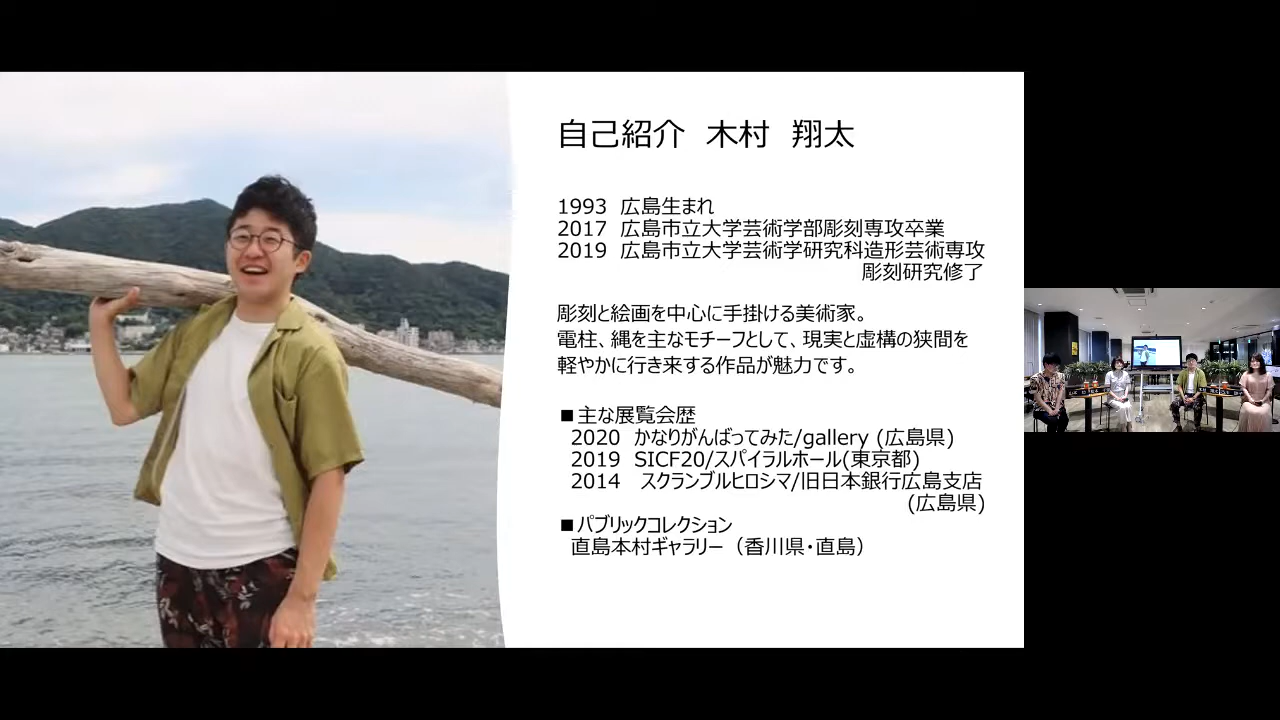 自己紹介　木村　翔太
1993 広島生まれ
2017 広島市立大学芸術学部彫刻専攻卒業
2019 広島市立大学芸術学研究科造形芸術専攻
彫刻研究修了
彫刻と絵画を中心に手掛ける美術家。
電柱、縄を主なモチーフとして、現実と虚構の狭間を
軽やかに行き来する作品が魅力です。
■主な展覧会歴
2020 かなりがんばってみた/gallery (広島県)
2019 SICF20/スパイラルホール(東京都)
2014 スクランブルヒロシマ/旧日本銀行広島支店
(広島県)
■パブリックコレクション
直島本村ギャラリー（香川県・直島）